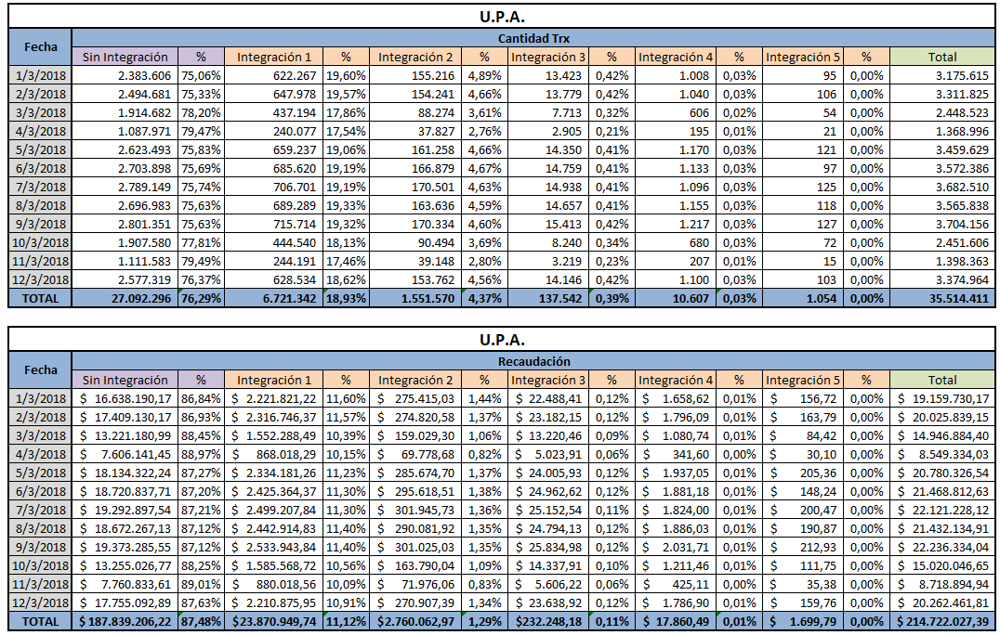 U.P.A.
Fecha Cantidad Trx
Sin Integración % Integración 1 % Integración 2 % Integración 3 % Integración 4 % Integración 5 % Total
1/3/2018 2.383.606 75,06% 622.267 19,60% 155.216 4,89% 13.423 0,42% 1.008 0,03% 95 0,00% 3.175.615
2/3/2018 2.494.681 75,33% 647.978 19,57% 154.241 4,66% 13.779 0,42% 1.040 0,03% 106 0,00% 3.311.825
3/3/2018 1.914.682 78,20% 437.194 17,86% 88.274 3,61% 7.713 0,32% 606 0,02% 54 0,00% 2.448.523
4/3/2018 1.087.971 79,47% 240.077 17,54% 37.827 2,76% 2.905 0,21% 195 0,01% 21 0,00% 1.368.996
5/3/2018 2.623.493 75,83% 659.237 19,06% 161.258 4,66% 14.350 0,41% 1.170 0,03% 121 0,00% 3.459.629
6/3/2018 2.703.898 75,69% 685.620 19,19% 166.879 4,67% 14.759 0,41% 1.133 0,03% 97 0,00% 3.572.386
7/3/2018 2.789.149 75,74% 706.701 19,19% 170.501 4,63% 14.938 0,41% 1.096 0,03% 125 0,00% 3.682.510
8/3/2018 2.696.983 75,63% 689.289 19,33% 163.636 4,59% 14.657 0,41% 1.155 0,03% 118 0,00% 3.565.838
9/3/2018 2.801.351 75,63% 715.714 19,32% 170.334 4,60% 15.413 0,42% 1.217 0,03% 127 0,00% 3.704.156
10/3/2018 1.907.580 77,81% 444.540 18,13% 90.494 3,69% 8.240 0,34% 680 0,03% 72 0,00% 2.451.606
11/3/2018 1.111.583 79,49% 244.191 17,46% 39.148 2,80% 3.219 0,23% 207 0,01% 15 0,00% 1.398.363
12/3/2018 2.577.319 76,37% 628.534 18,62% 153.762 4,56% 14.146 0,42% 1.100 0,03% 103 0,00% 3.374.964
TOTAL 27.092.296 76,29% 6.721.342 18,93% 1.551.570 4,37% 137.542 0,39% 10.607 0,03% 1.054 0,00% 35.514.411
U.P.A.
Fecha Recaudación
Sin Integración % Integración 1 % Integración 2 % Integración 3 % Integración 4 % Integración 5 % Total
1/3/2018 $ 16.638.190,17 86,84% $ 2.221.821,22 11,60% $ 275.415,03 1,44% $ 22.488,41 0,12% $ 1.658,62 0,01% $ 156,72 0,00% $ 19.159.730,17
2/3/2018 $ 17.409.130,17 86,93% $ 2.316.746,37 11,57% $ 274.820,58 1,37% $ 23.182,15 0,12% $ 1.796,09 0,01% $ 163,79 0,00% $ 20.025.839,15
3/3/2018 $ 13.221.180,99 88,45% $ 1.552.288,49 10,39% $ 159.029,30 1,06% $ 13.220,46 0,09% $ 1.080,74 0,01% $ 84,42 0,00% $ 14.946.884,40
4/3/2018 $ 7.606.141,45 88,97% $ 868.018,29 10,15% $ 69.778,68 0,82% $ 5.023,91 0,06% $ 341,60 0,00% $ 30,10 0,00% $ 8.549.334,03
5/3/2018 $ 18.134.322,24 87,27% $ 2.334.181,26 11,23% $ 285.674,70 1,37% $ 24.005,93 0,12% $ 1.937,05 0,01% $ 205,36 0,00% $ 20.780.326,54
6/3/2018 $ 18.720.837,71 87,20% $ 2.425.364,37 11,30% $ 295.618,51 1,38% $ 24.962,62 0,12% $ 1.881,18 0,01% $ 148,24 0,00% $ 21.468.812,63
7/3/2018 $ 19.292.897,54 87,21% $ 2.499.207,84 11,30% $ 301.945,73 1,36% $ 25.152,54 0,11% $ 1.824,00 0,01% $ 200,47 0,00% $ 22.121.228,12
8/3/2018 $ 18.672.267,13 87,12% $ 2.442.914,83 11,40% $ 290.081,92 1,35% $ 24.794,13 0,12% $ 1.886,03 0,01% $ 190,87 0,00% $ 21.432.134,91
9/3/2018 $ 19.373.285,55 87,12% $ 2.533.943,84 11,40% $ 301.025,03 1,35% $ 25.834,98 0,12% $ 2.031,71 0,01% $ 212,93 0,00% $ 22.236.334,04
10/3/2018 $ 13.255.026,77 88,25% $ 1.585.568,72 10,56% $ 163.790,04 1,09% $ 14.337,91 0,10% $ 1.211,46 0,01% $ 111,75 0,00% $ 15.020.046,65
11/3/2018 $ 7.760.833,61 89,01% $ 880.018,56 10,09% $ 71.976,06 0,83% $ 5.606,22 0,06% $ 425,11 0,00% $ 35,38 0,00% $ 8.718.894,94
12/3/2018 $ 17.755.092,89 87,63% $ 2.210.875,95 10,91% $ 270.907,39 1,34% $ 23.638,92 0,12% $ 1.786,90 0,01% $ 159,76 0,00% $ 20.262.461,81
TOTAL $ 187.839.206,22 87,48% $23.870.949,74 11,12% $2.760.062,97 1,29% $232.248,18 0,11% $ 17.860,49 0,01% $ 1.699,79 0,00% $ 214.722.027,39